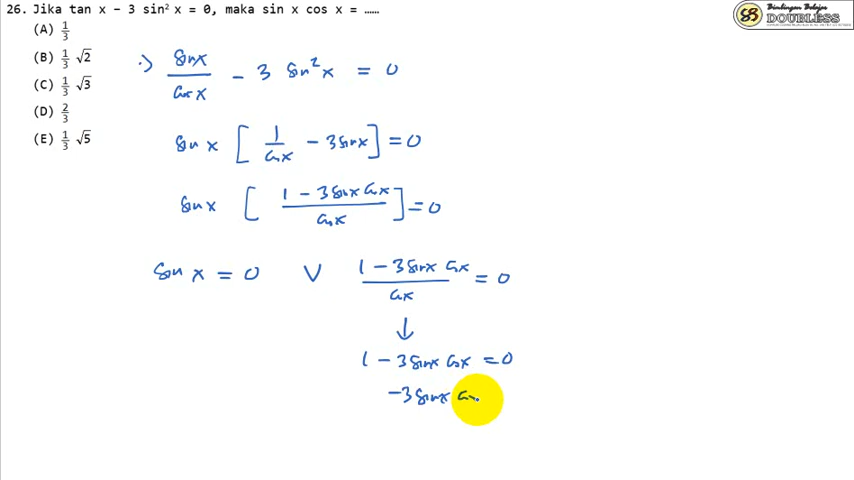 26. Jika tan x - 3 sin² x = 0, maka sin x cos x = ......
(A) 1/3
(B) 1/3 √2
(C) 1/3 √3
(D) 2/3
(E) 1/3 √5
Bimbingan Belajar
DOUBLESS
:) sin x / cos x - 3 sin² x = 0
sin x [ 1 / cos x - 3 sin x ] = 0
sin x [ (1 - 3 sin x cos x) / cos x ] = 0
sin x = 0 V (1 - 3 sin x cos x) / cos x = 0
↓
1 - 3 sin x cos x = 0
-3 sin x co